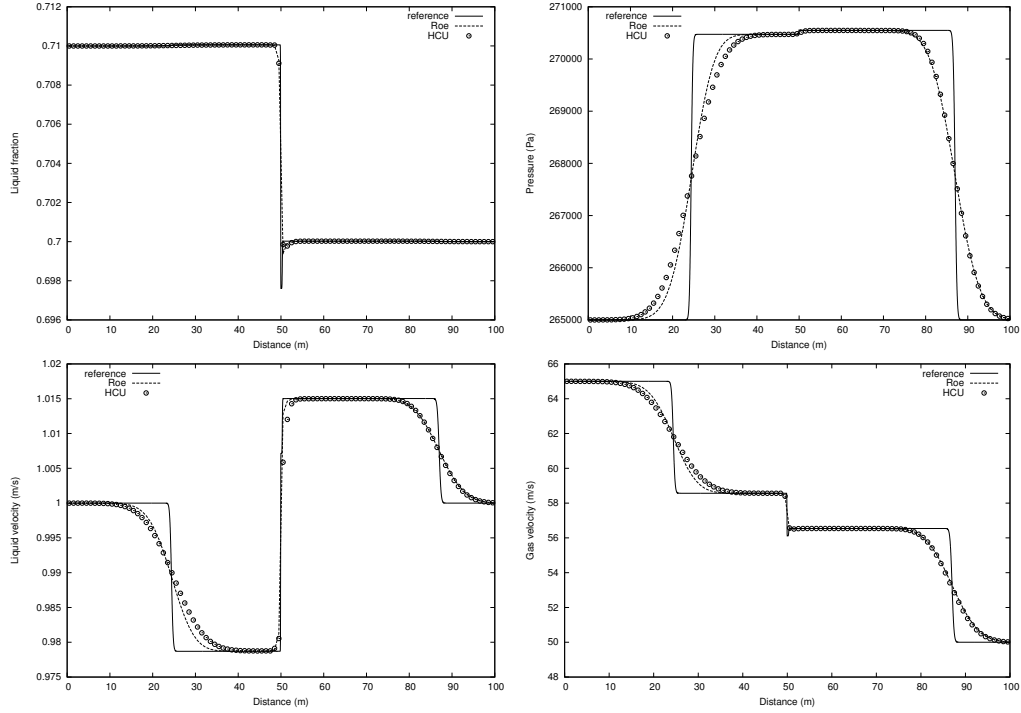 0.712
0.71
0.708
0.706
0.704
0.702
0.7
0.698
0.696
Liquid fraction
reference
Roe
HCU
0 10 20 30 40 50 60 70 80 90 100
Distance (m)
271000
270000
269000
268000
267000
266000
265000
Pressure (Pa)
reference
Roe
HCU
0 10 20 30 40 50 60 70 80 90 100
Distance (m)
1.02
1.015
1.01
1.005
1
0.995
0.99
0.985
0.98
0.975
Liquid velocity (m/s)
reference
Roe
HCU
0 10 20 30 40 50 60 70 80 90 100
Distance (m)
66
64
62
60
58
56
54
52
50
48
Gas velocity (m/s)
reference
Roe
HCU
0 10 20 30 40 50 60 70 80 90 100
Distance (m)